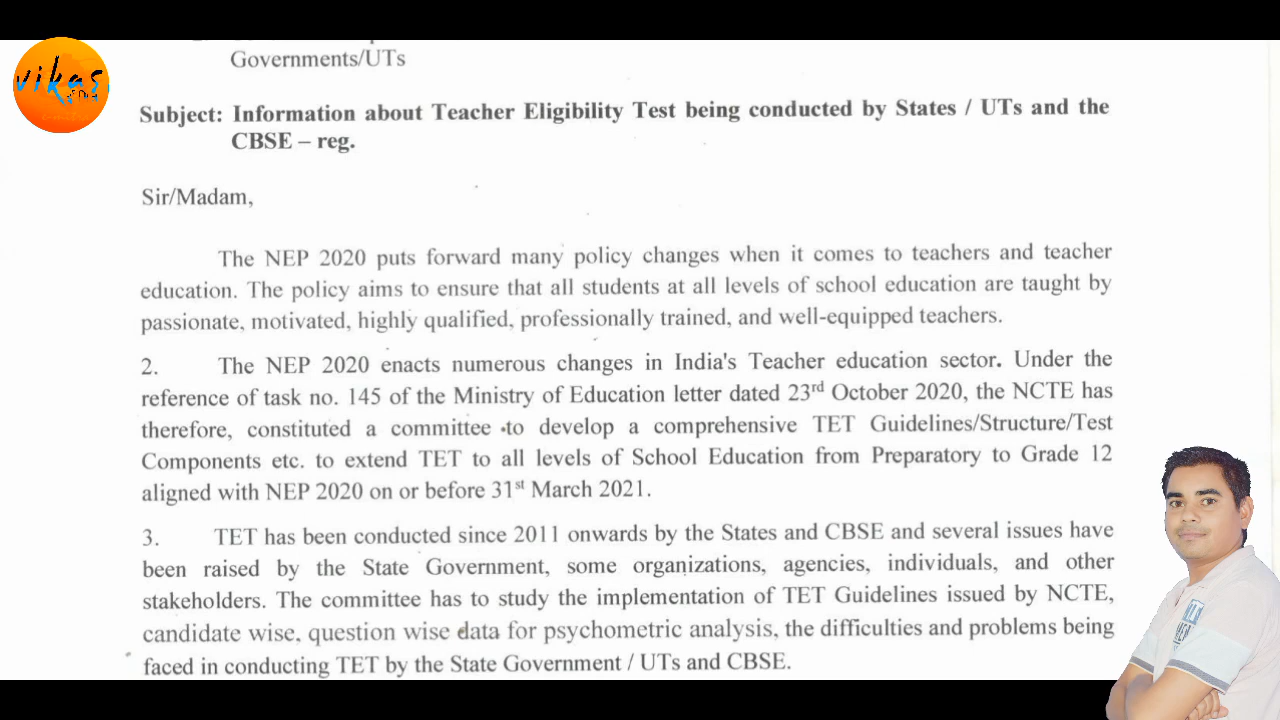 vikas
Governments/UTs
Subject: Information about Teacher Eligibility Test being conducted by States / UTs and the
CBSE – reg.
Sir/Madam,
The NEP 2020 puts forward many policy changes when it comes to teachers and teacher
education. The policy aims to ensure that all students at all levels of school education are taught by
passionate, motivated, highly qualified, professionally trained, and well-equipped teachers.
2. The NEP 2020 enacts numerous changes in India's Teacher education sector. Under the
reference of task no. 145 of the Ministry of Education letter dated 23rd October 2020, the NCTE has
therefore, constituted a committee to develop a comprehensive TET Guidelines/Structure/Test
Components etc. to extend TET to all levels of School Education from Preparatory to Grade 12
aligned with NEP 2020 on or before 31st March 2021.
3. TET has been conducted since 2011 onwards by the States and CBSE and several issues have
been raised by the State Government, some organizations, agencies, individuals, and other
stakeholders. The committee has to study the implementation of TET Guidelines issued by NCTE,
candidate wise, question wise data for psychometric analysis, the difficulties and problems being
faced in conducting TET by the State Government / UTs and CBSE.